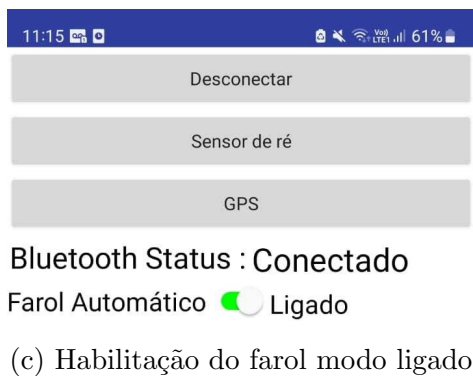 11:15 61%
Desconectar
Sensor de ré
GPS
Bluetooth Status : Conectado
Farol Automático Ligado
(c) Habilitação do farol modo ligado